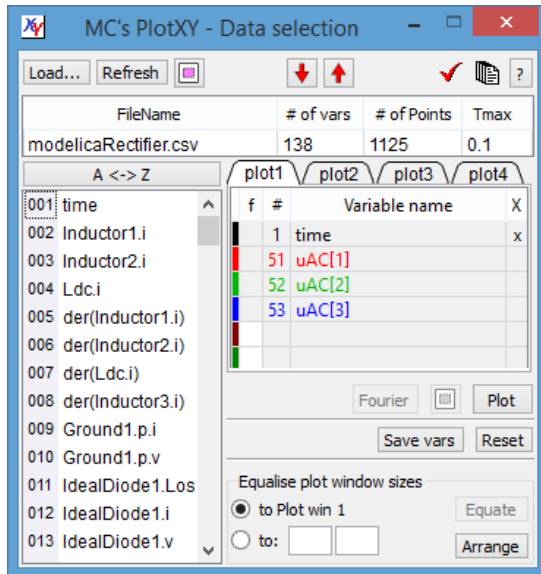 MC's PlotXY - Data selection
Load... Refresh ?
FileName # of vars # of Points Tmax
modelicaRectifier.csv 138 1125 0.1
A <-> Z
plot1 plot2 plot3 plot4
001 time
002 Inductor1.i
003 Inductor2.i
004 Ldc.i
005 der(Inductor1.i)
006 der(Inductor2.i)
007 der(Ldc.i)
008 der(Inductor3.i)
009 Ground1.p.i
010 Ground1.p.v
011 IdealDiode1.Los
012 IdealDiode1.i
013 IdealDiode1.v
f # Variable name X
1 time x
51 uAC[1]
52 uAC[2]
53 uAC[3]
Fourier Plot
Save vars Reset
Equalise plot window sizes
to Plot win 1 Equate
to: Arrange